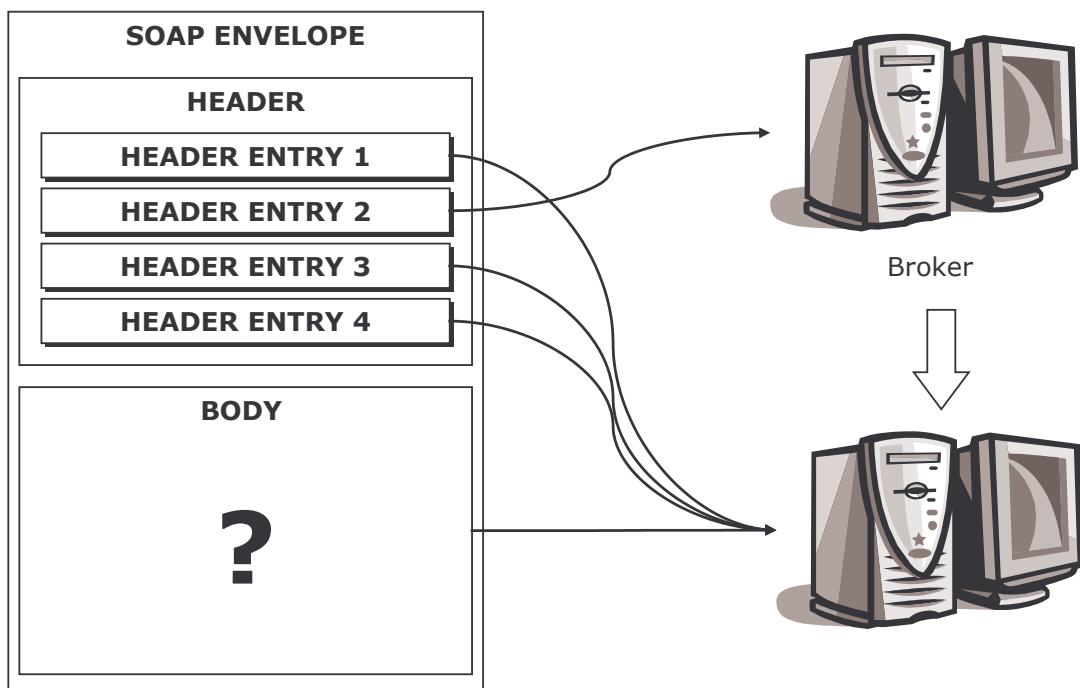 SOAP ENVELOPE
HEADER
HEADER ENTRY 1
HEADER ENTRY 2
HEADER ENTRY 3
HEADER ENTRY 4
BODY
?
Broker